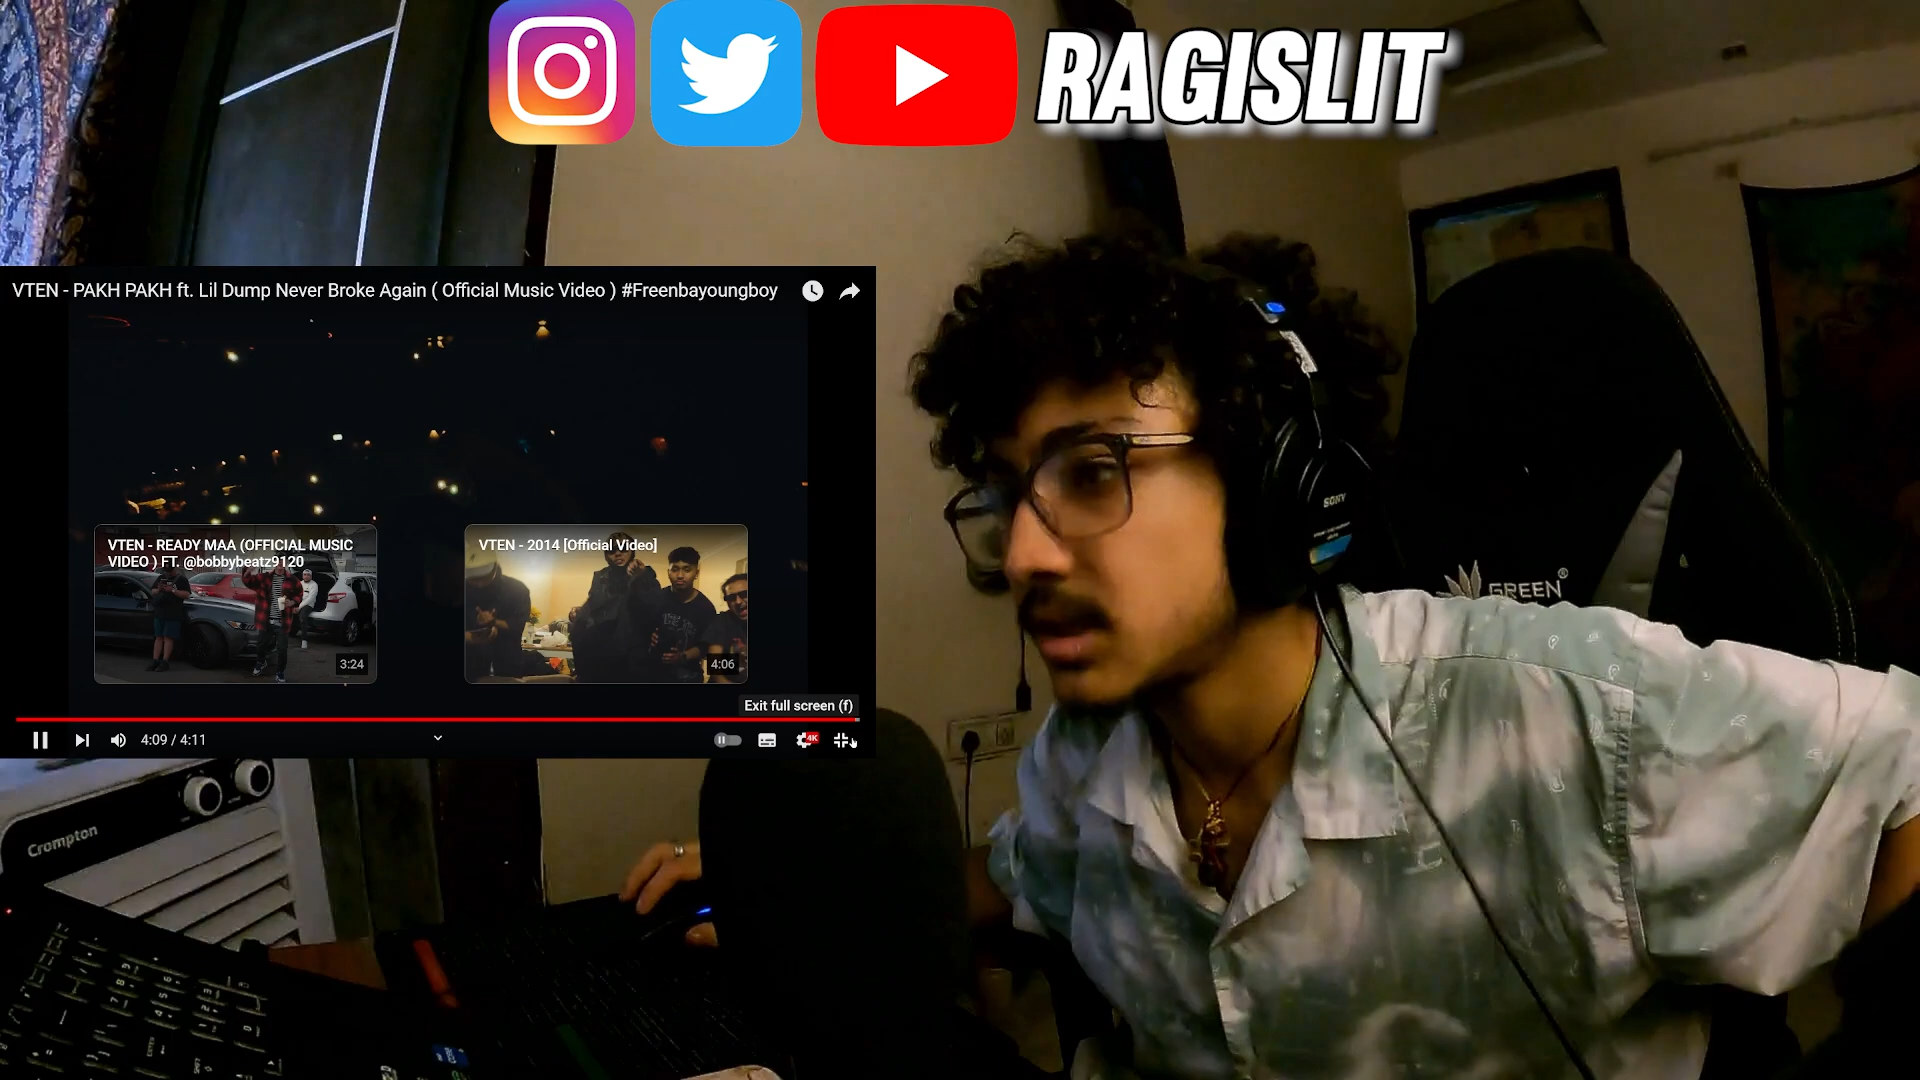 RAGISLIT
VTEN - PAKH PAKH ft. Lil Dump Never Broke Again ( Official Music Video ) #Freenbayoungboy
VTEN - READY MAA (OFFICIAL MUSIC
VIDEO ) FT. @bobbybeatz9120
3:24
VTEN - 2014 [Official Video]
4:06
Exit full screen (f)
4:09 / 4:11
4K
SONY
GREEN®
Crompton